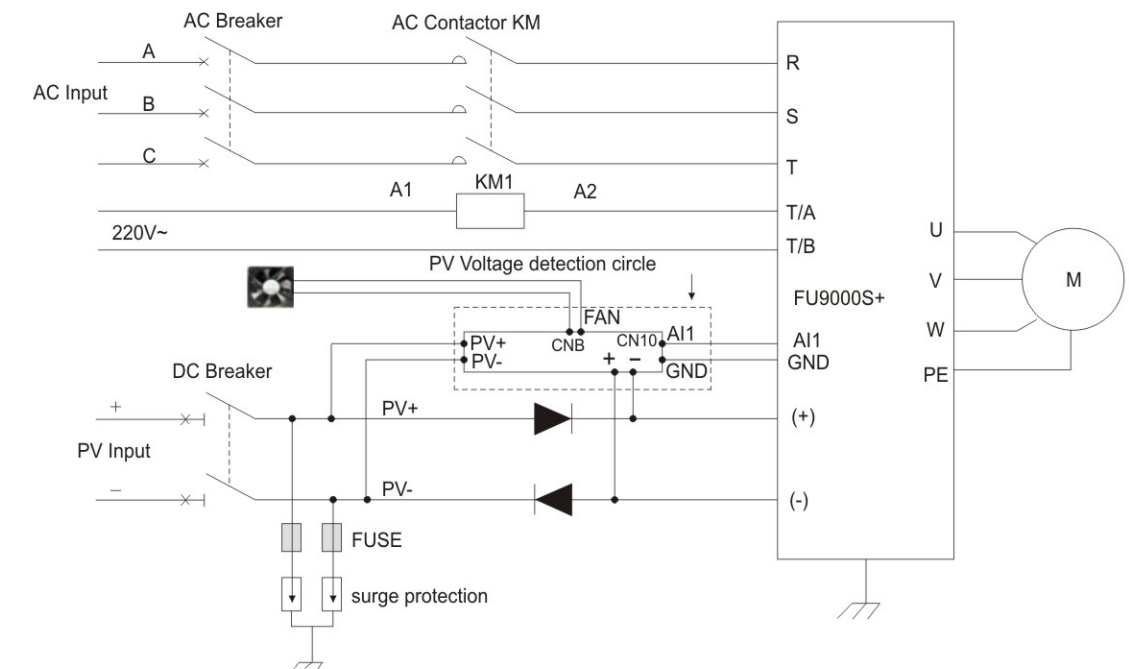 AC Breaker
AC Contactor KM
A
R
AC Input
B
S
C
T
A1
KM1
A2
T/A
220V~
T/B
U
PV Voltage detection circle
FU9000S+
V
M
FAN
W
PV+
CNB
CN10
AI1
AI1
PV-
+ −
GND
GND
PE
DC Breaker
+
PV+
(+)
PV Input
−
PV-
(-)
FUSE
surge protection